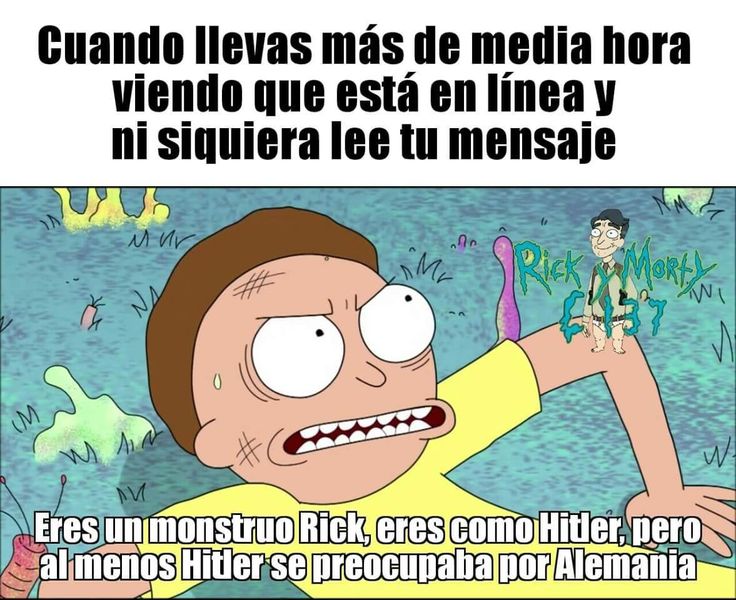 Cuando llevas más de media hora
viendo que está en línea y
ni siquiera lee tu mensaje
Rick y Morty
C137
Eres un monstruo Rick, eres como Hitler, pero
al menos Hitler se preocupaba por Alemania